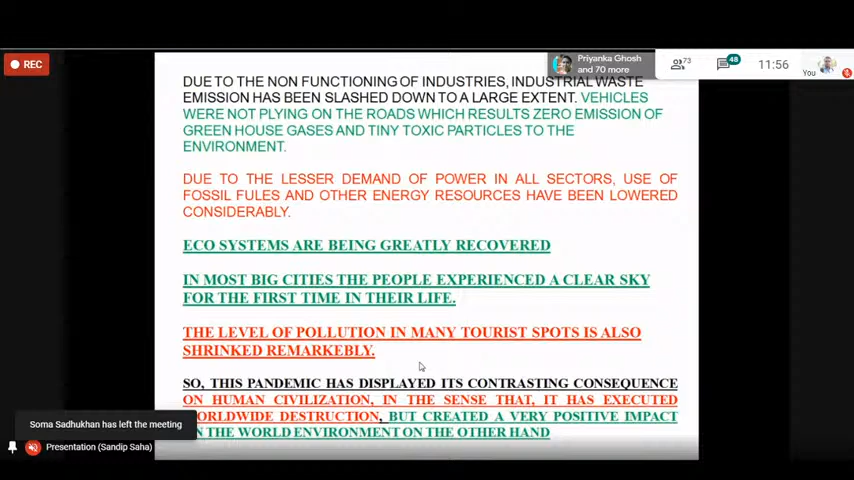 REC
Priyanka Ghosh
and 70 more
73
48
11:56
You
DUE TO THE NON FUNCTIONING OF INDUSTRIES, INDUSTRIAL WASTE
EMISSION HAS BEEN SLASHED DOWN TO A LARGE EXTENT. VEHICLES
WERE NOT PLYING ON THE ROADS WHICH RESULTS ZERO EMISSION OF
GREEN HOUSE GASES AND TINY TOXIC PARTICLES TO THE
ENVIRONMENT.
DUE TO THE LESSER DEMAND OF POWER IN ALL SECTORS, USE OF
FOSSIL FULES AND OTHER ENERGY RESOURCES HAVE BEEN LOWERED
CONSIDERABLY.
ECO SYSTEMS ARE BEING GREATLY RECOVERED
IN MOST BIG CITIES THE PEOPLE EXPERIENCED A CLEAR SKY
FOR THE FIRST TIME IN THEIR LIFE.
THE LEVEL OF POLLUTION IN MANY TOURIST SPOTS IS ALSO
SHRINKED REMARKEBLY.
SO, THIS PANDEMIC HAS DISPLAYED ITS CONTRASTING CONSEQUENCE
ON HUMAN CIVILIZATION, IN THE SENSE THAT, IT HAS EXECUTED
WORLDWIDE DESTRUCTION, BUT CREATED A VERY POSITIVE IMPACT
ON THE WORLD ENVIRONMENT ON THE OTHER HAND
Soma Sadhukhan has left the meeting
Presentation (Sandip Saha)